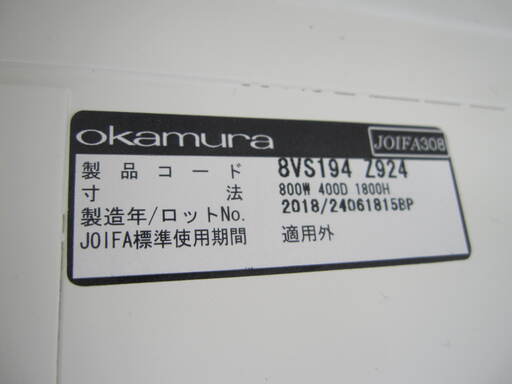 okamura JOIFA308
製品コード 8VS194 Z924
寸法 800W 400D 1800H
製造年/ロットNo. 2018/24061815BP
JOIFA標準使用期間 適用外